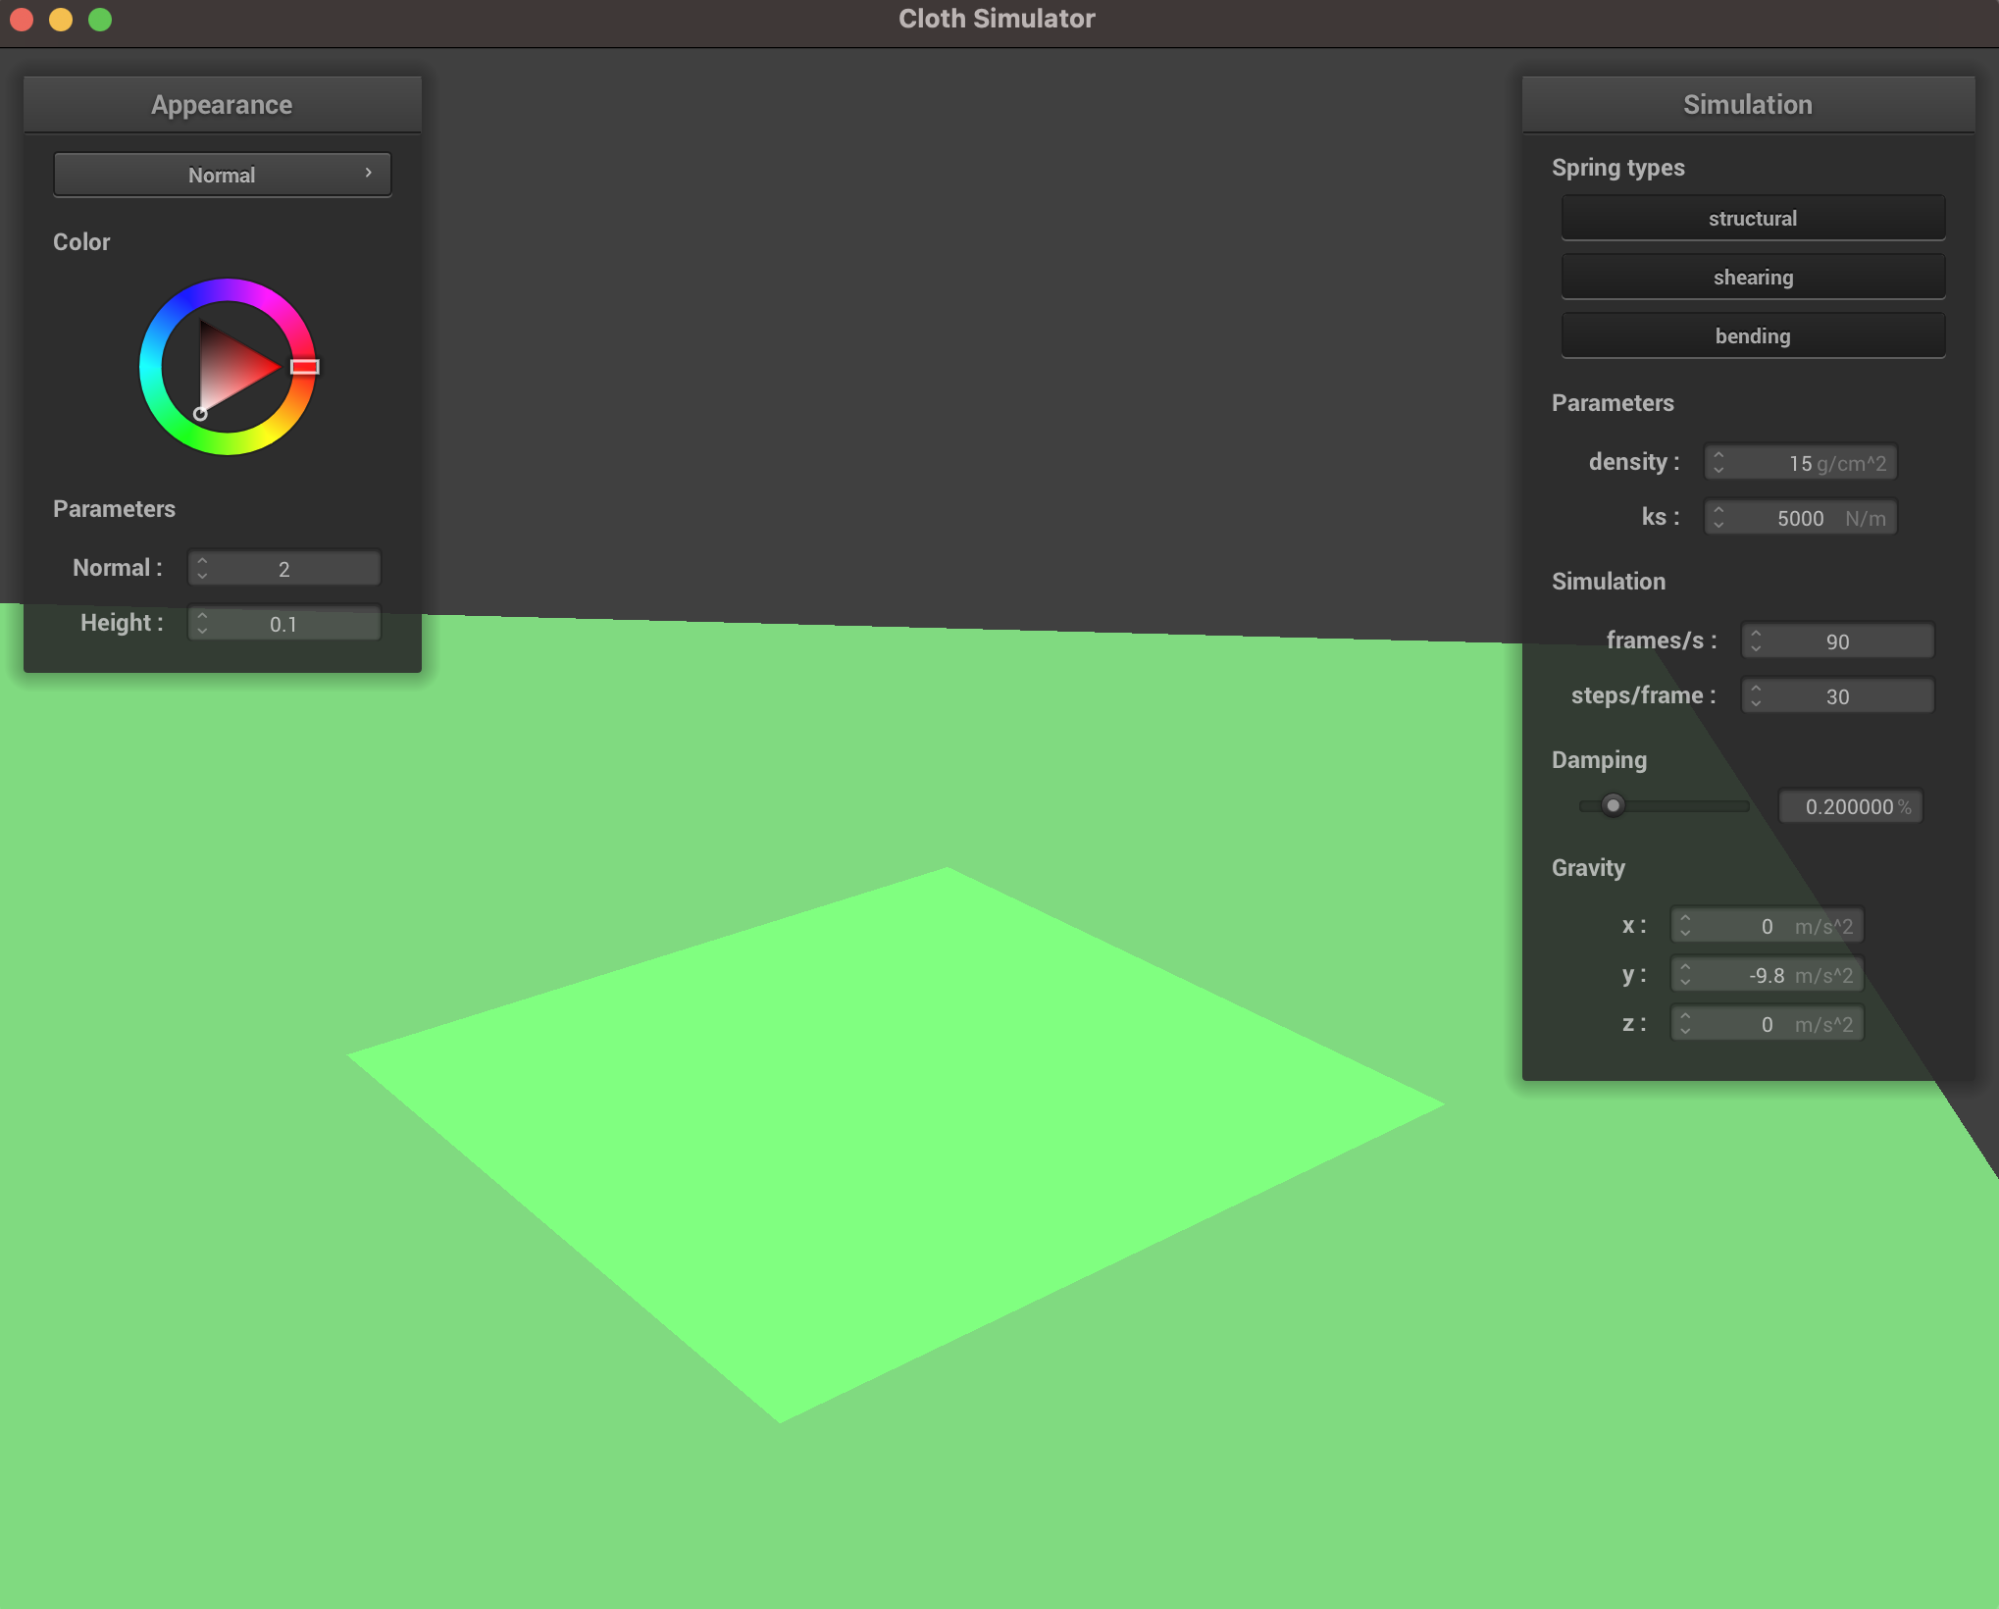 Cloth Simulator
Appearance
Normal
Color
Parameters
Normal : 2
Height : 0.1
Simulation
Spring types
structural
shearing
bending
Parameters
density : 15 g/cm^2
ks : 5000 N/m
Simulation
frames/s : 90
steps/frame : 30
Damping
0.200000 %
Gravity
x : 0 m/s^2
y : -9.8 m/s^2
z : 0 m/s^2